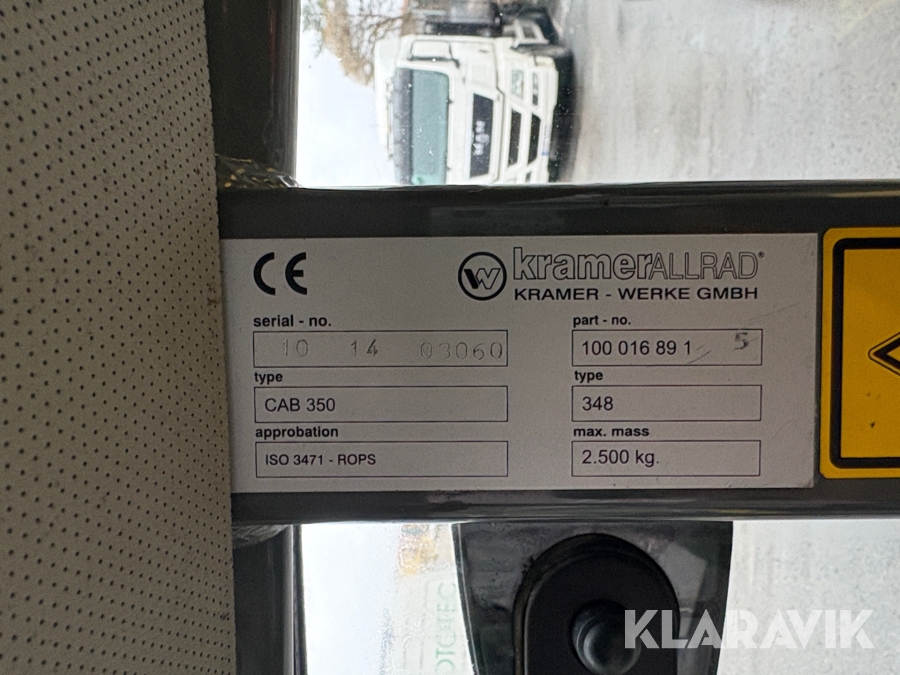 MAN
CE
kramerALLRAD®
KRAMER - WERKE GMBH
serial - no.
10 14 03060
part - no.
100 016 89 1 5
type
CAB 350
type
348
approbation
ISO 3471 - ROPS
max. mass
2.500 kg.
KLARAVIK